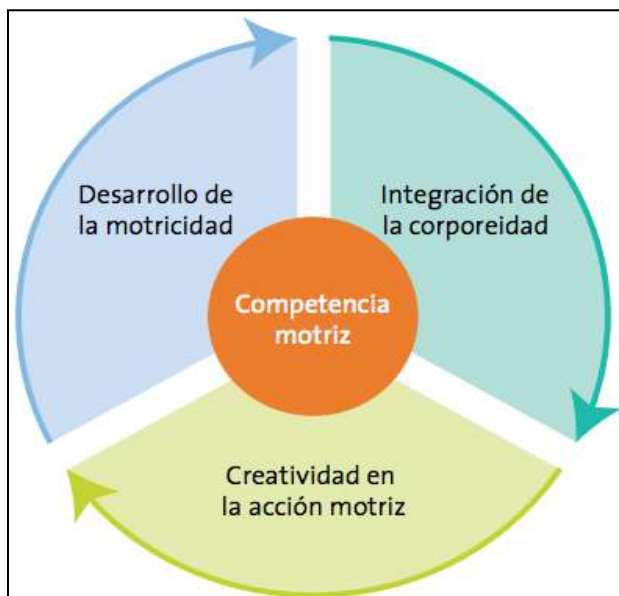 Desarrollo de
la motricidad
Integración de
la corporeidad
Competencia
motriz
Creatividad en
la acción motriz